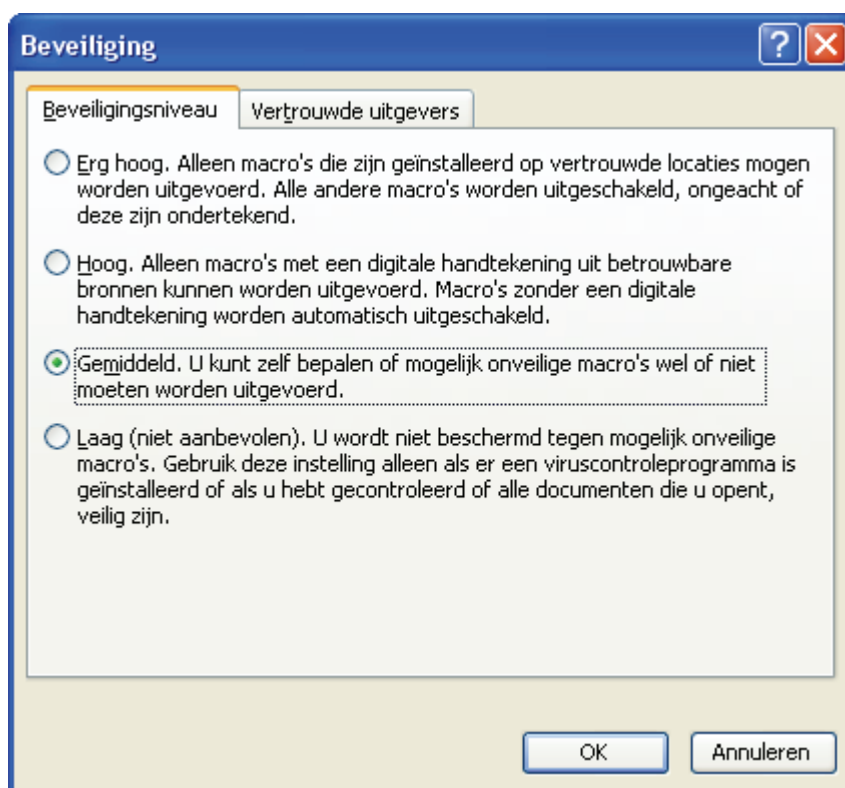 Beveiliging
Beveiligingsniveau
Vertrouwde uitgevers
Erg hoog. Alleen macro's die zijn geïnstalleerd op vertrouwde locaties mogen
worden uitgevoerd. Alle andere macro's worden uitgeschakeld, ongeacht of
deze zijn ondertekend.
Hoog. Alleen macro's met een digitale handtekening uit betrouwbare
bronnen kunnen worden uitgevoerd. Macro's zonder een digitale
handtekening worden automatisch uitgeschakeld.
Gemiddeld. U kunt zelf bepalen of mogelijk onveilige macro's wel of niet
moeten worden uitgevoerd.
Laag (niet aanbevolen). U wordt niet beschermd tegen mogelijk onveilige
macro's. Gebruik deze instelling alleen als er een viruscontroleprogramma is
geïnstalleerd of als u hebt gecontroleerd of alle documenten die u opent,
veilig zijn.
OK
Annuleren